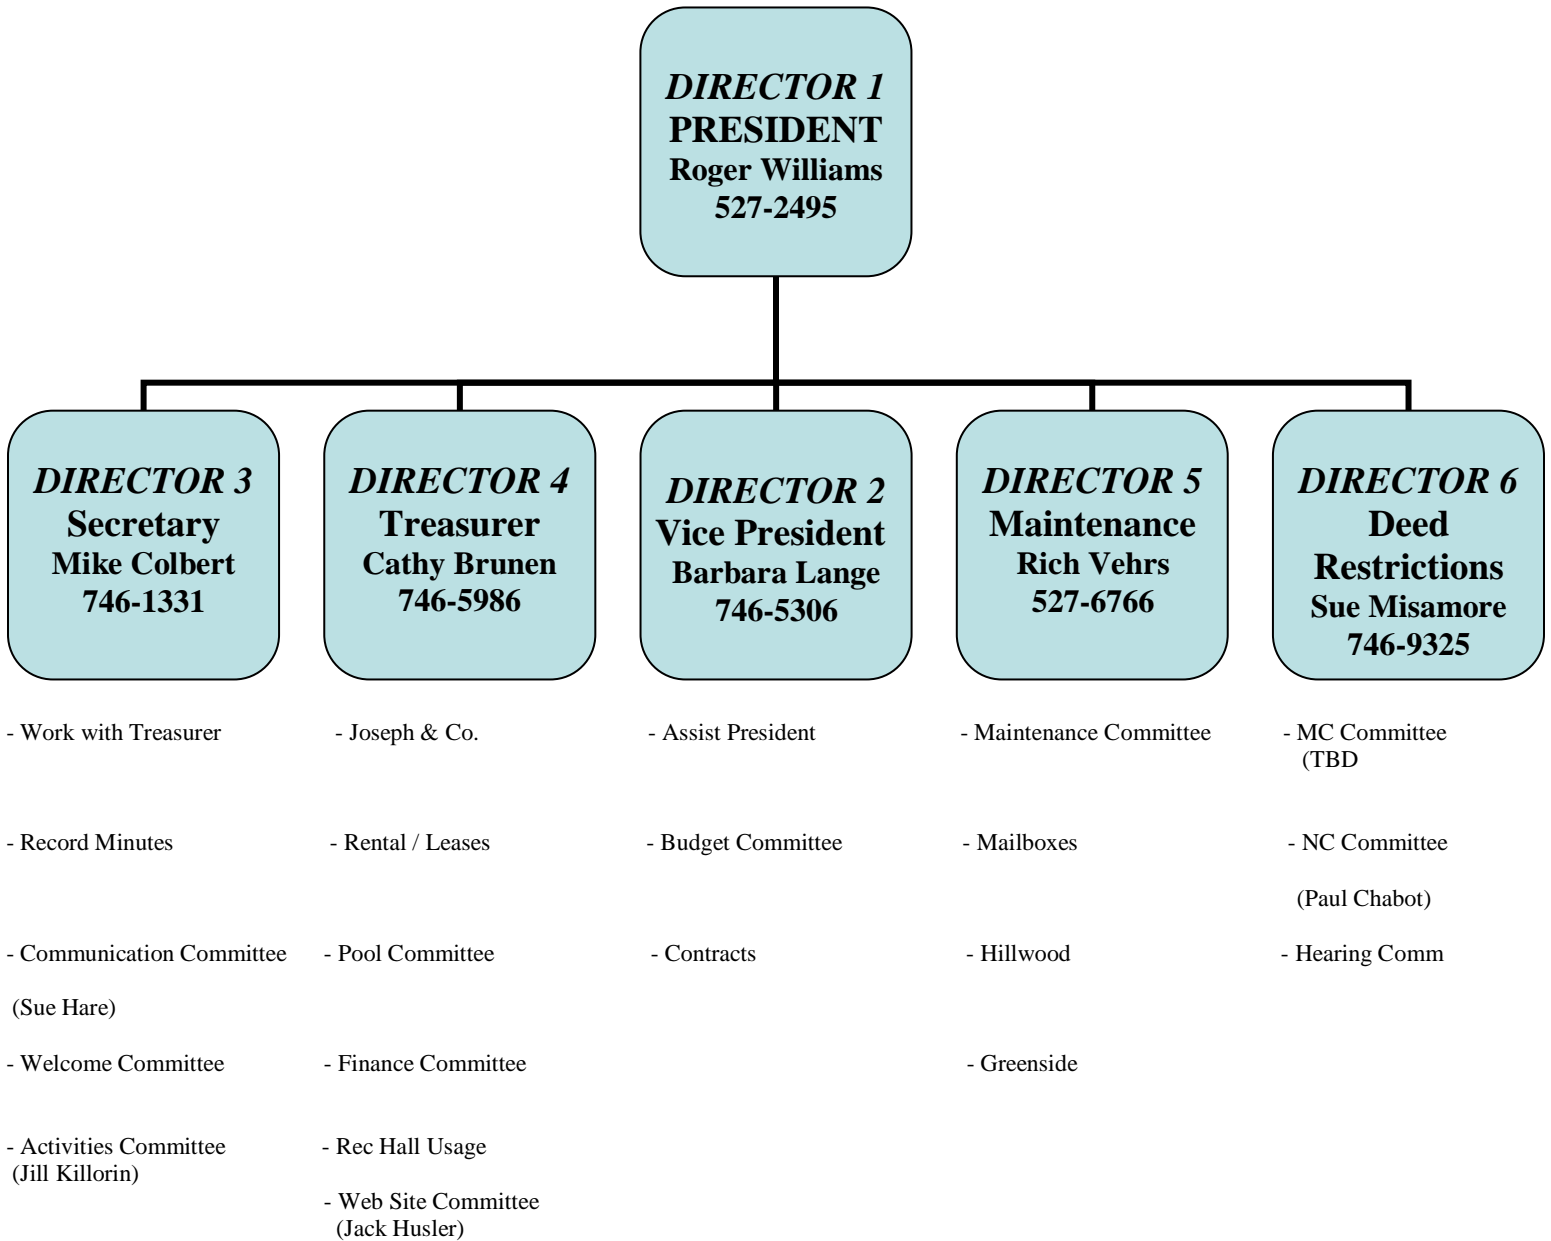 DIRECTOR 1
PRESIDENT
Roger Williams
527-2495
DIRECTOR 3
Secretary
Mike Colbert
746-1331
DIRECTOR 4
Treasurer
Cathy Brunen
746-5986
DIRECTOR 2
Vice President
Barbara Lange
746-5306
DIRECTOR 5
Maintenance
Rich Vehrs
527-6766
DIRECTOR 6
Deed
Restrictions
Sue Misamore
746-9325
- Work with Treasurer
- Record Minutes
- Communication Committee
(Sue Hare)
- Welcome Committee
- Activities Committee
(Jill Killorin)
- Joseph & Co.
- Rental / Leases
- Pool Committee
- Finance Committee
- Rec Hall Usage
- Web Site Committee
(Jack Husler)
- Assist President
- Budget Committee
- Contracts
- Maintenance Committee
- Mailboxes
- Hillwood
- Greenside
- MC Committee
(TBD
- NC Committee
(Paul Chabot)
- Hearing Comm